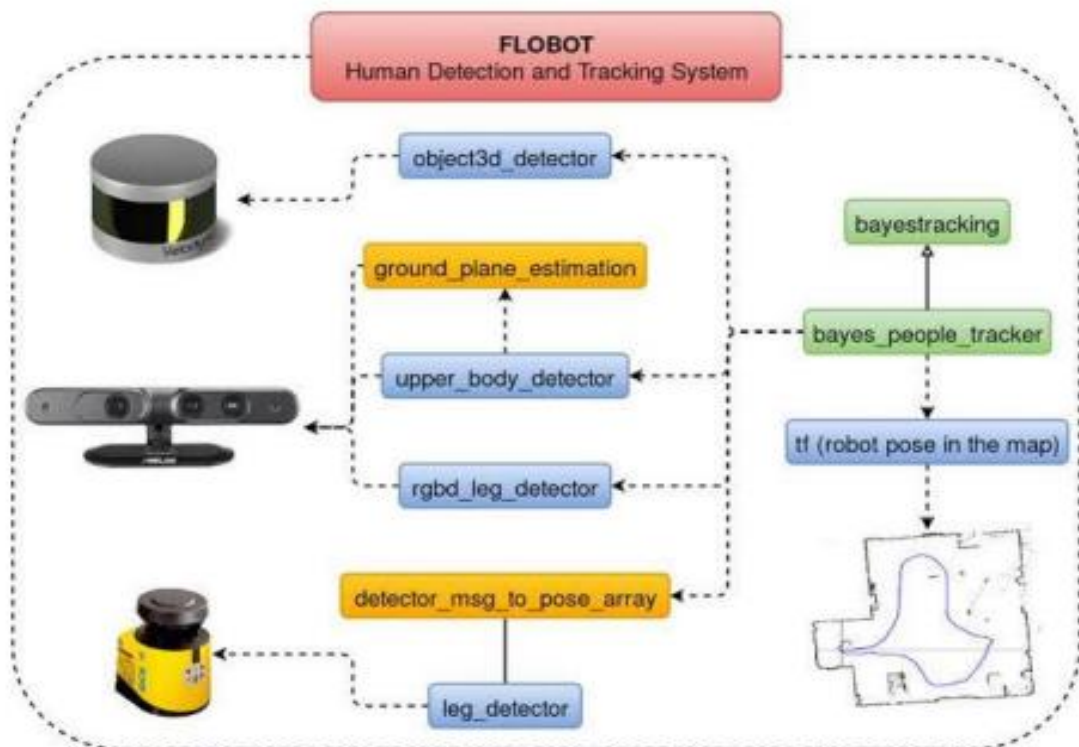 FLOBOT
Human Detection and Tracking System
object3d_detector
bayestracking
ground_plane_estimation
bayes_people_tracker
upper_body_detector
tf (robot pose in the map)
rgbd_leg_detector
detector_msg_to_pose_array
leg_detector